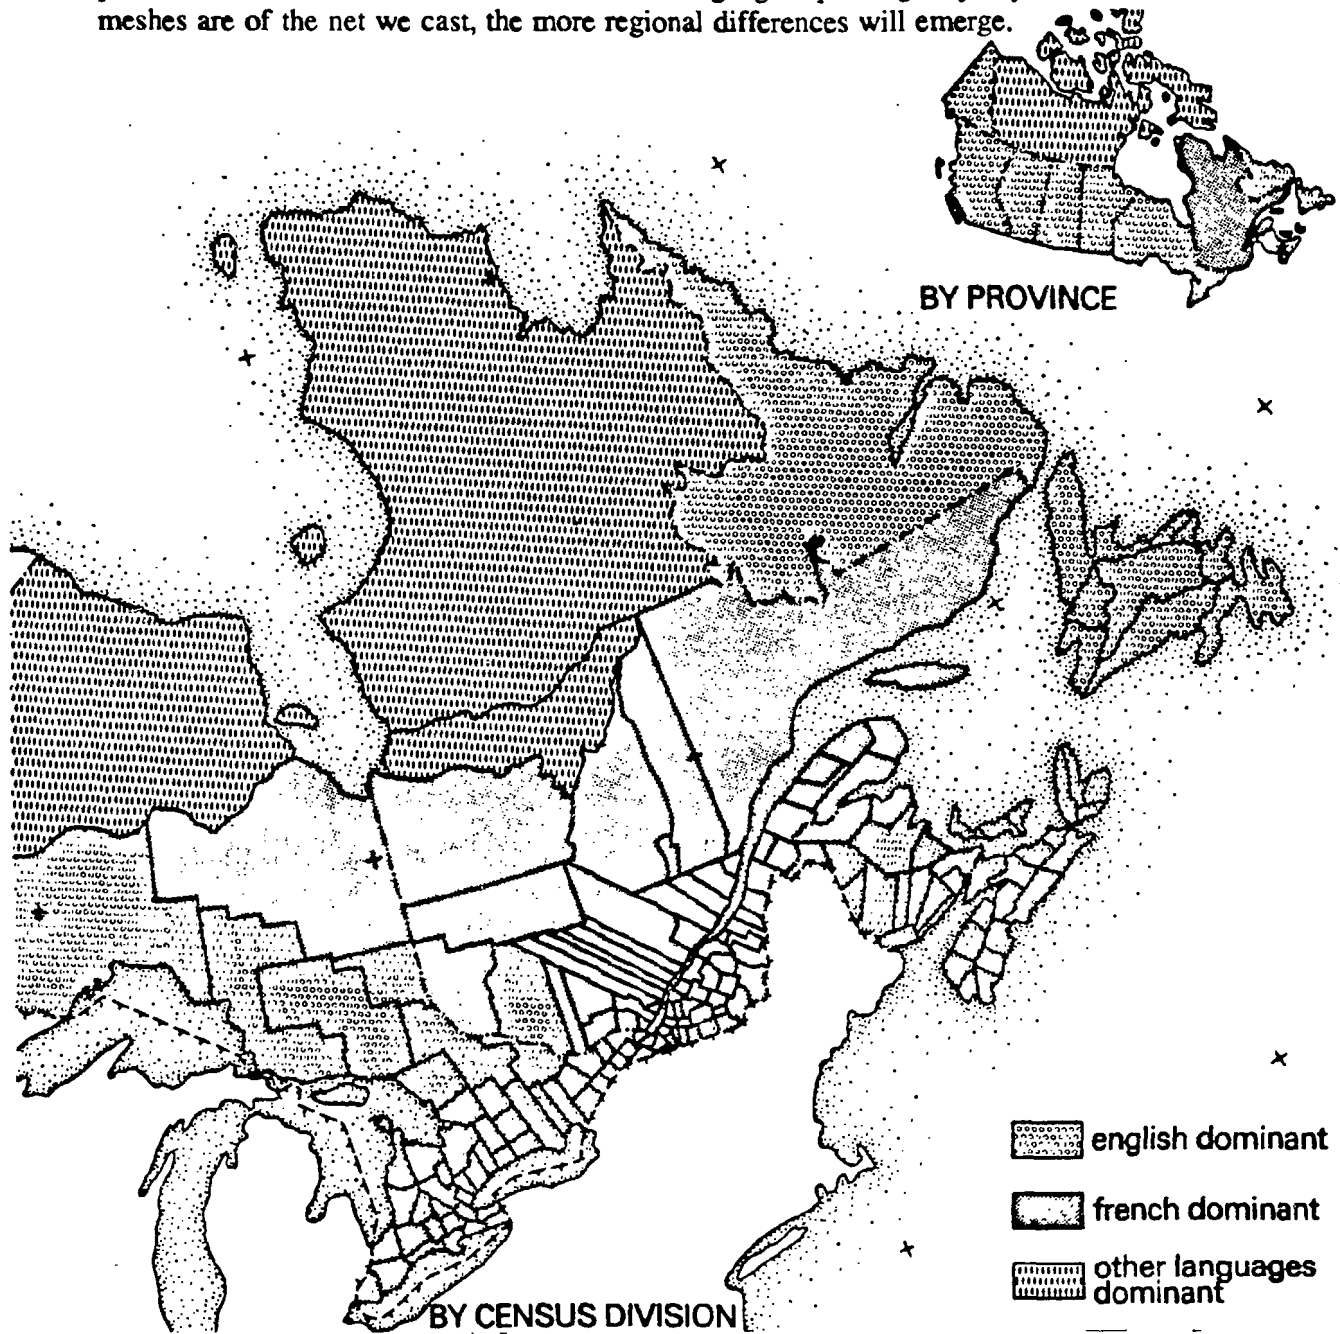 meshes are of the net we cast, the more regional differences will emerge.
BY PROVINCE
english dominant
french dominant
other languages
dominant
BY CENSUS DIVISION